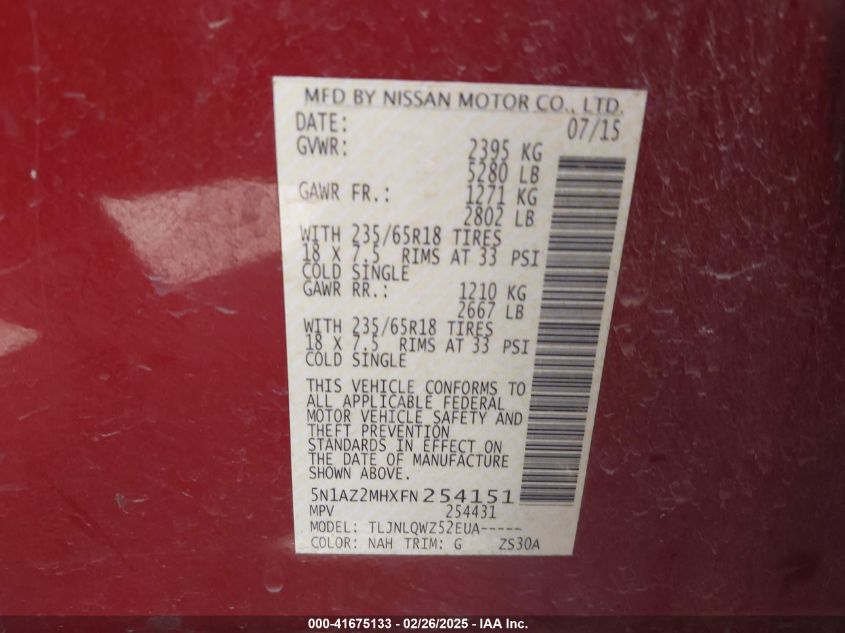 MFD BY NISSAN MOTOR CO., LTD.
DATE: 07/15
GVWR: 2395 KG
5280 LB
GAWR FR.: 1271 KG
2802 LB
WITH 235/65R18 TIRES
18 X 7.5 RIMS AT 33 PSI
COLD SINGLE
GAWR RR.: 1210 KG
2667 LB
WITH 235/65R18 TIRES
18 X 7.5 RIMS AT 33 PSI
COLD SINGLE
THIS VEHICLE CONFORMS TO
ALL APPLICABLE FEDERAL
MOTOR VEHICLE SAFETY AND
THEFT PREVENTION
STANDARDS IN EFFECT ON
THE DATE OF MANUFACTURE
SHOWN ABOVE.
5N1AZ2MHXFN254151
MPV 254431
MODEL: TLJNLQWZ52EUA-----
COLOR: NAH TRIM: G ZS30A
000-41675133 - 02/26/2025 - IAA Inc.